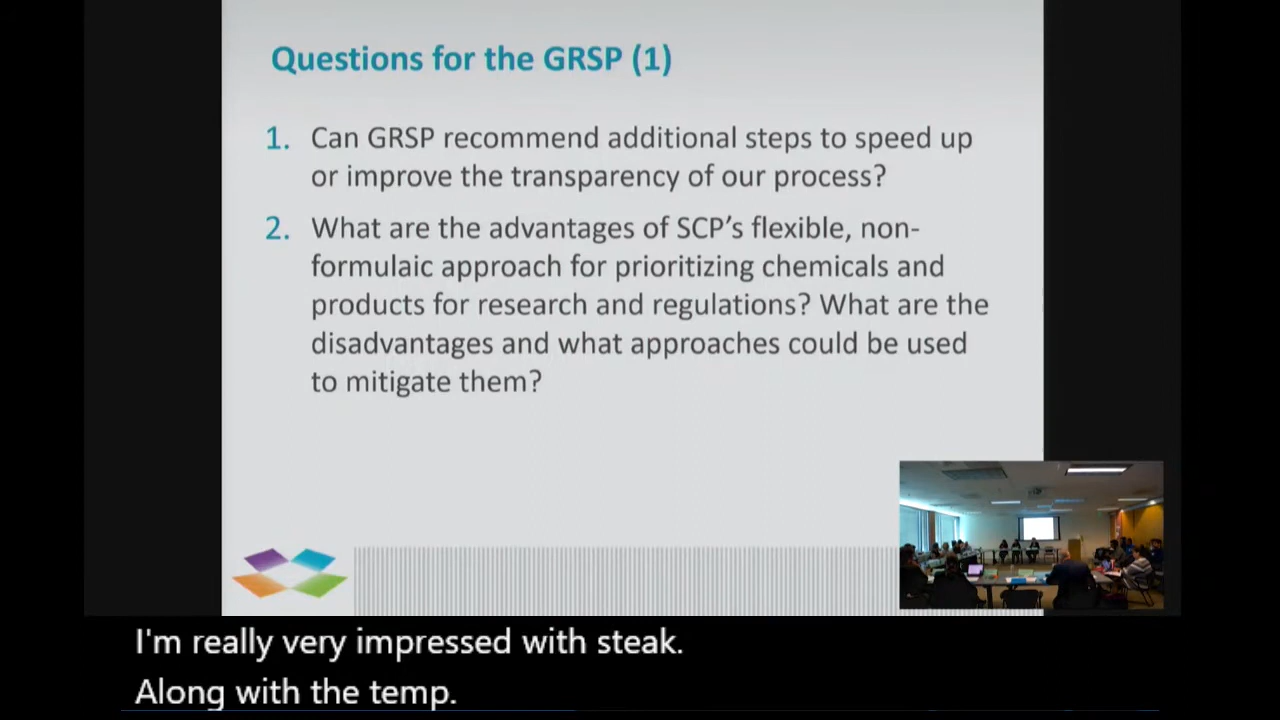 Questions for the GRSP (1)
1. Can GRSP recommend additional steps to speed up
or improve the transparency of our process?
2. What are the advantages of SCP's flexible, non-
formulaic approach for prioritizing chemicals and
products for research and regulations? What are the
disadvantages and what approaches could be used
to mitigate them?
I'm really very impressed with steak.
Along with the temp.